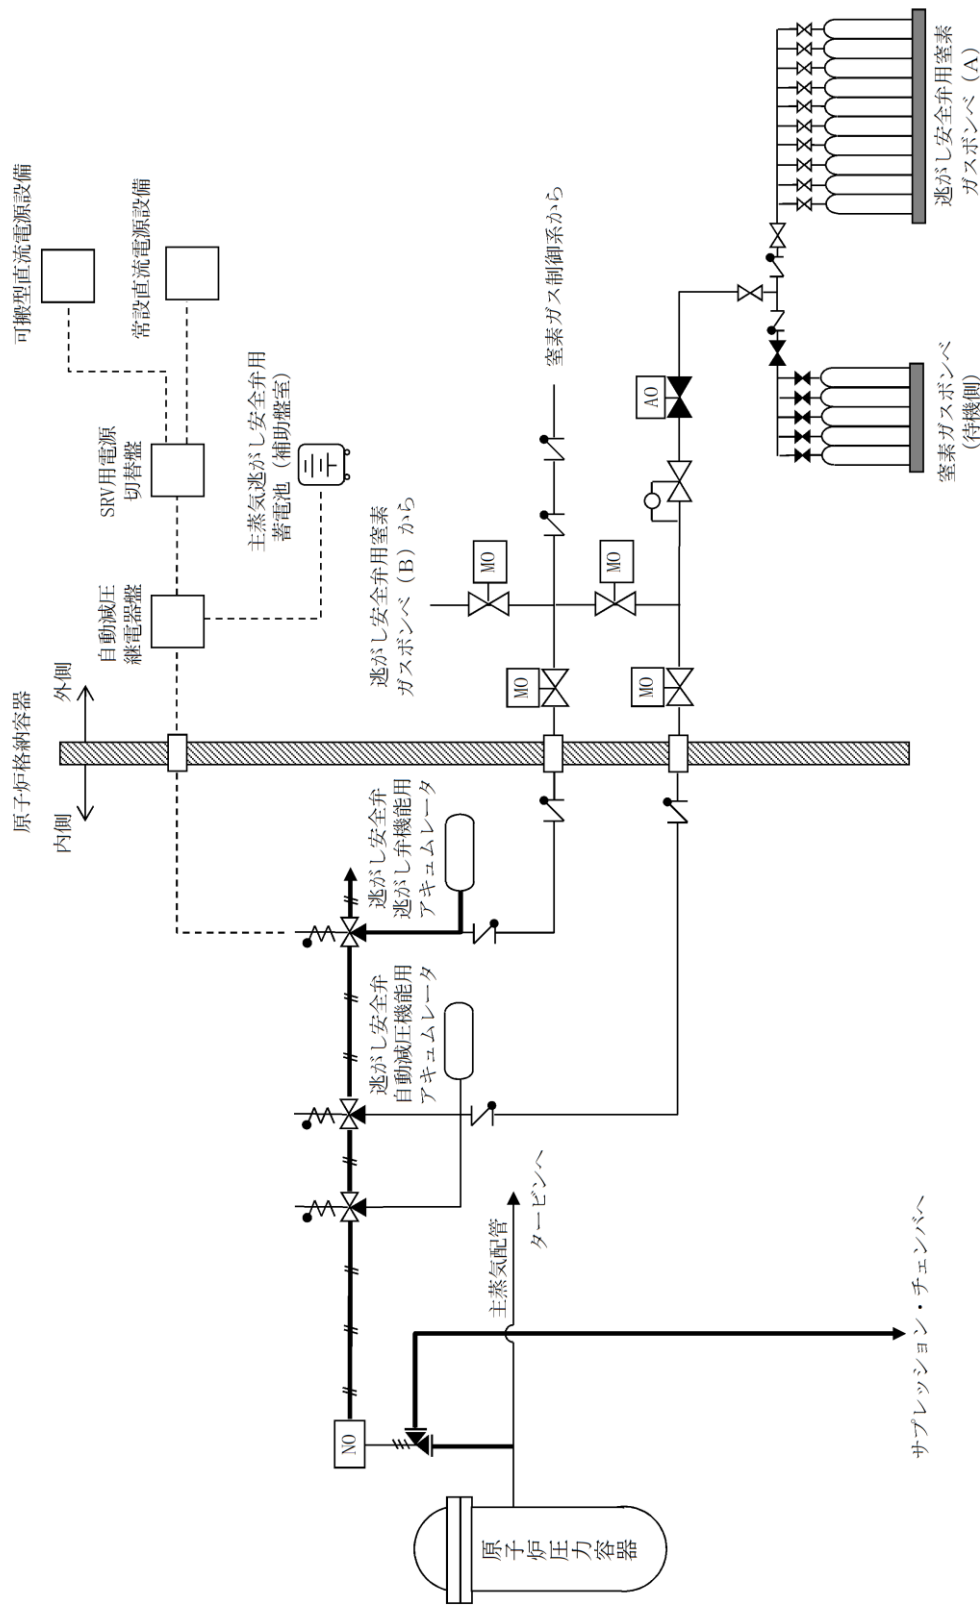 原子炉格納容器
内側
外側
自動減圧
継電器盤
SRV用電源
切替盤
可搬型直流電源設備
常設直流電源設備
主蒸気逃がし安全弁用
蓄電池（補助盤室）
逃がし安全弁
逃がし弁機能用
アキュムレータ
逃がし安全弁
自動減圧機能用
アキュムレータ
逃がし安全弁用窒素
ガスボンベ（B）から
窒素ガス制御系から
MO
MO
MO
MO
AO
NO
主蒸気配管
タービンへ
原子炉圧力容器
サプレッション・チェンバへ
窒素ガスボンベ
（待機側）
逃がし安全弁用窒素
ガスボンベ（A）